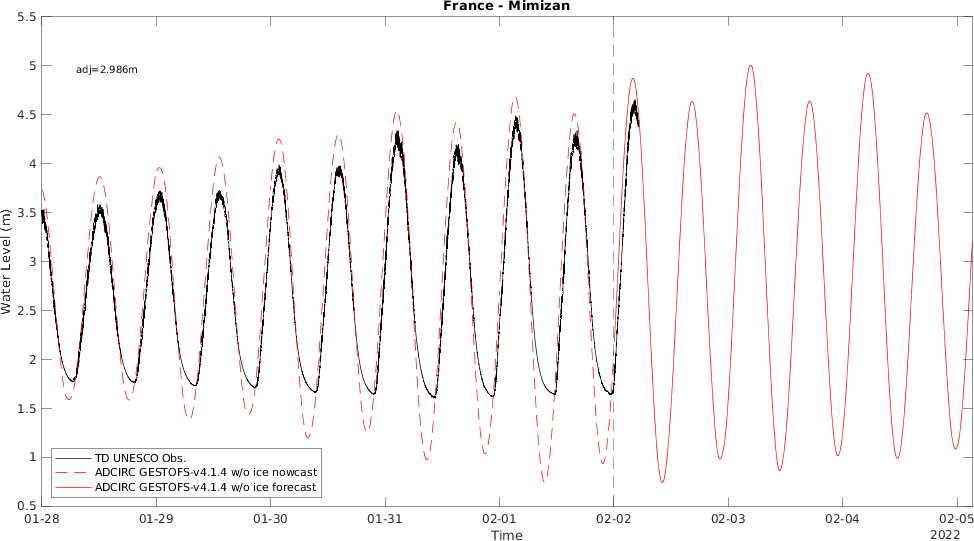 France - Mimizan
5.5
5
4.5
4
3.5
3
2.5
2
1.5
1
0.5
Water Level (m)
adj=2.986m
TD UNESCO Obs.
ADCIRC GESTOFS-v4.1.4 w/o ice nowcast
ADCIRC GESTOFS-v4.1.4 w/o ice forecast
01-28 01-29 01-30 01-31 02-01 02-02 02-03 02-04 02-05
Time
2022